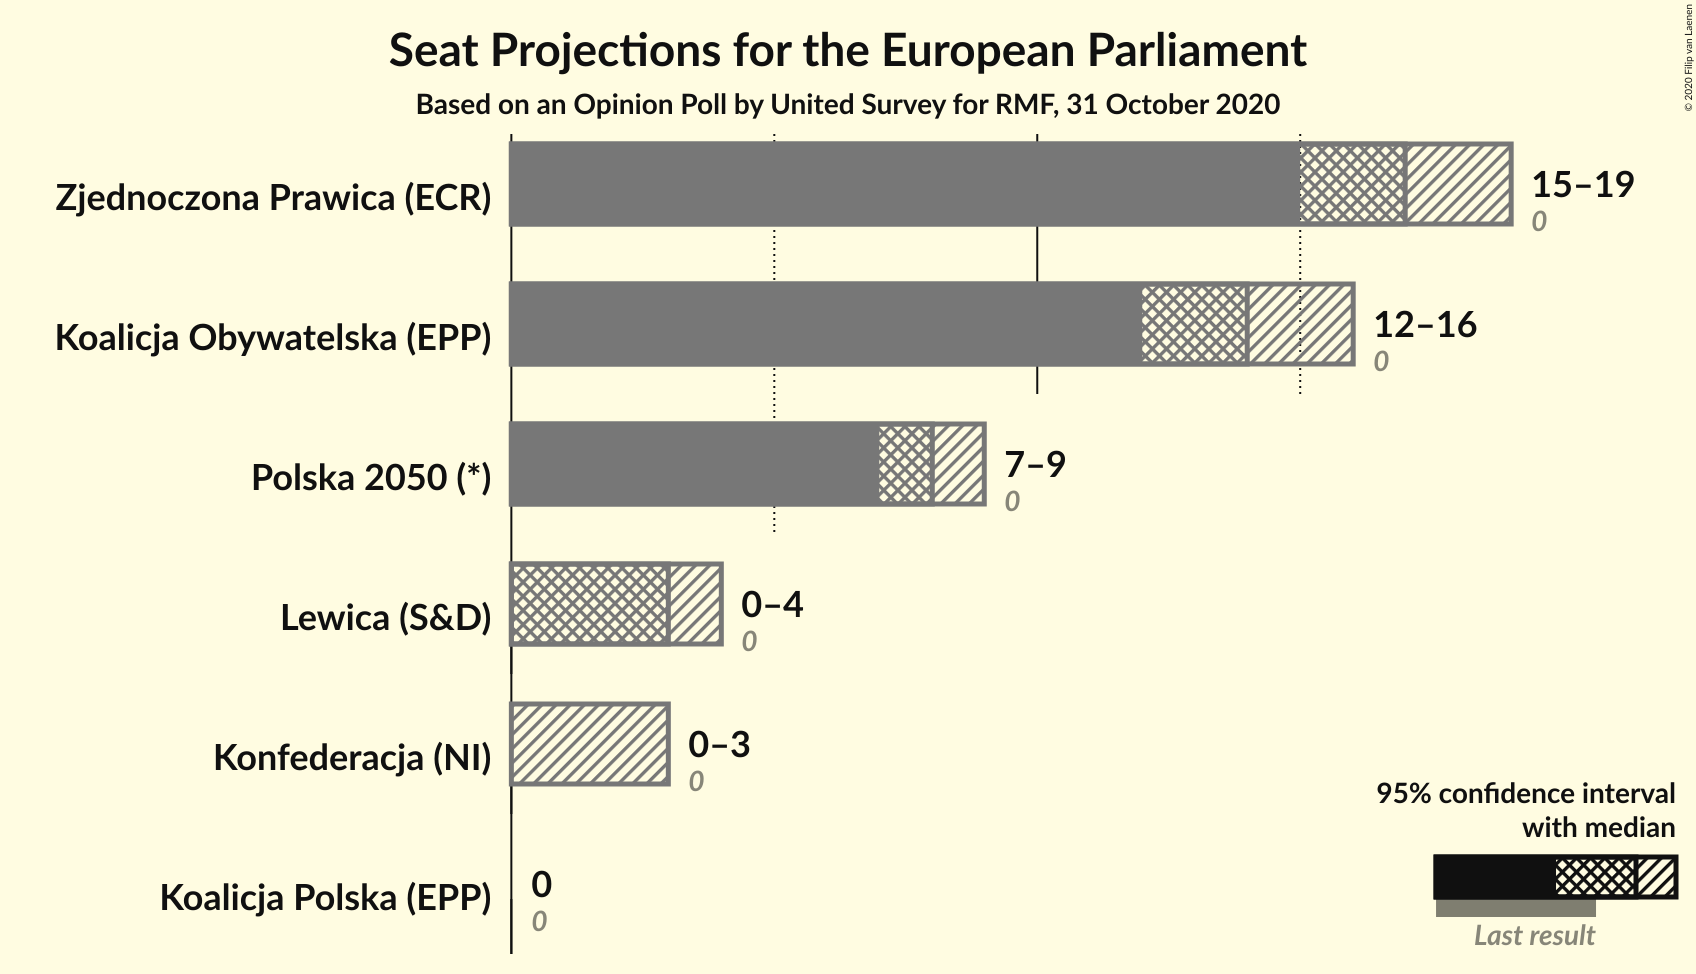 Seat Projections for the European Parliament
Based on an Opinion Poll by United Survey for RMF, 31 October 2020
© 2020 Filip van Laenen
Zjednoczona Prawica (ECR)
15–19
0
Koalicja Obywatelska (EPP)
12–16
0
Polska 2050 (*)
7–9
0
Lewica (S&D)
0–4
0
Konfederacja (NI)
0–3
0
Koalicja Polska (EPP)
0
0
95% confidence interval
with median
Last result